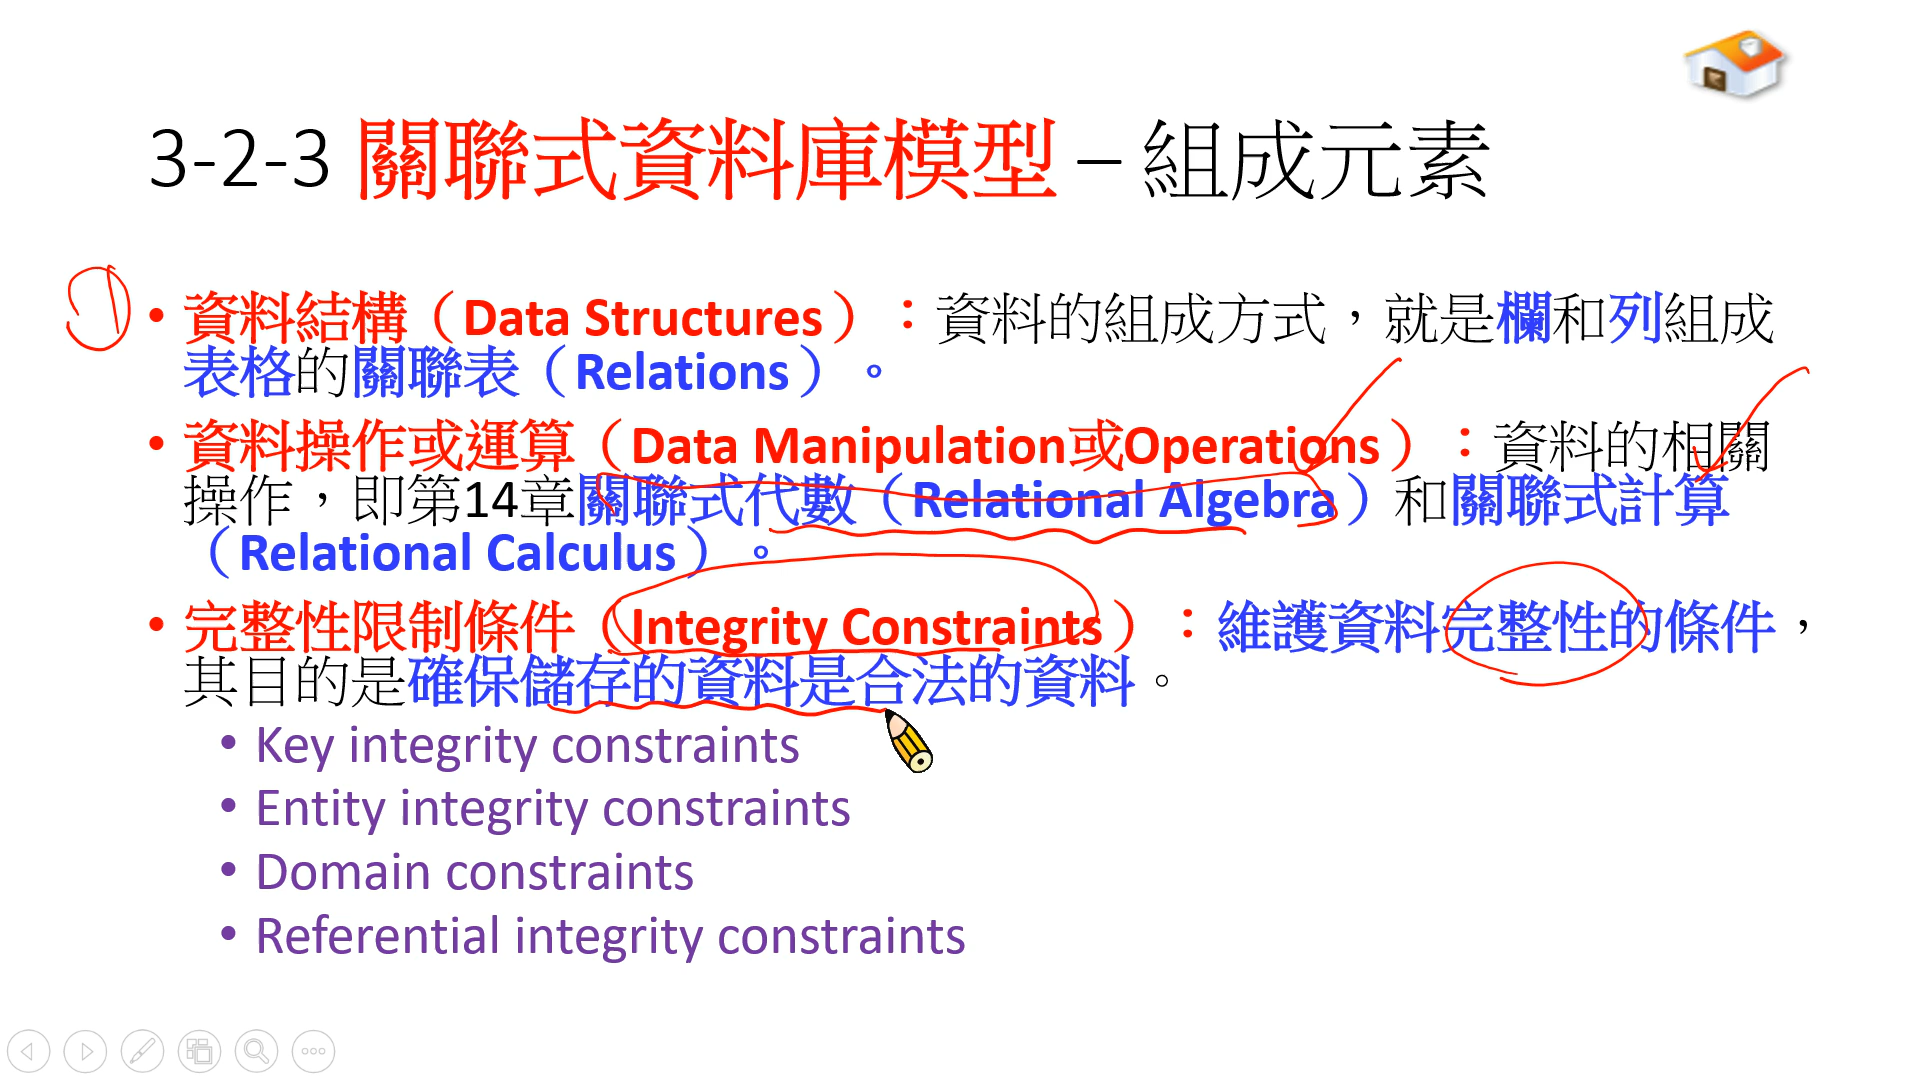 3-2-3 關聯式資料庫模型 – 組成元素
• 資料結構（Data Structures）：資料的組成方式，就是欄和列組成
表格的關聯表（Relations）。
• 資料操作或運算（Data Manipulation或Operations）：資料的相關
操作，即第14章關聯式代數（Relational Algebra）和關聯式計算
（Relational Calculus）。
• 完整性限制條件（Integrity Constraints）：維護資料完整性的條件，
其目的是確保儲存的資料是合法的資料。
• Key integrity constraints
• Entity integrity constraints
• Domain constraints
• Referential integrity constraints